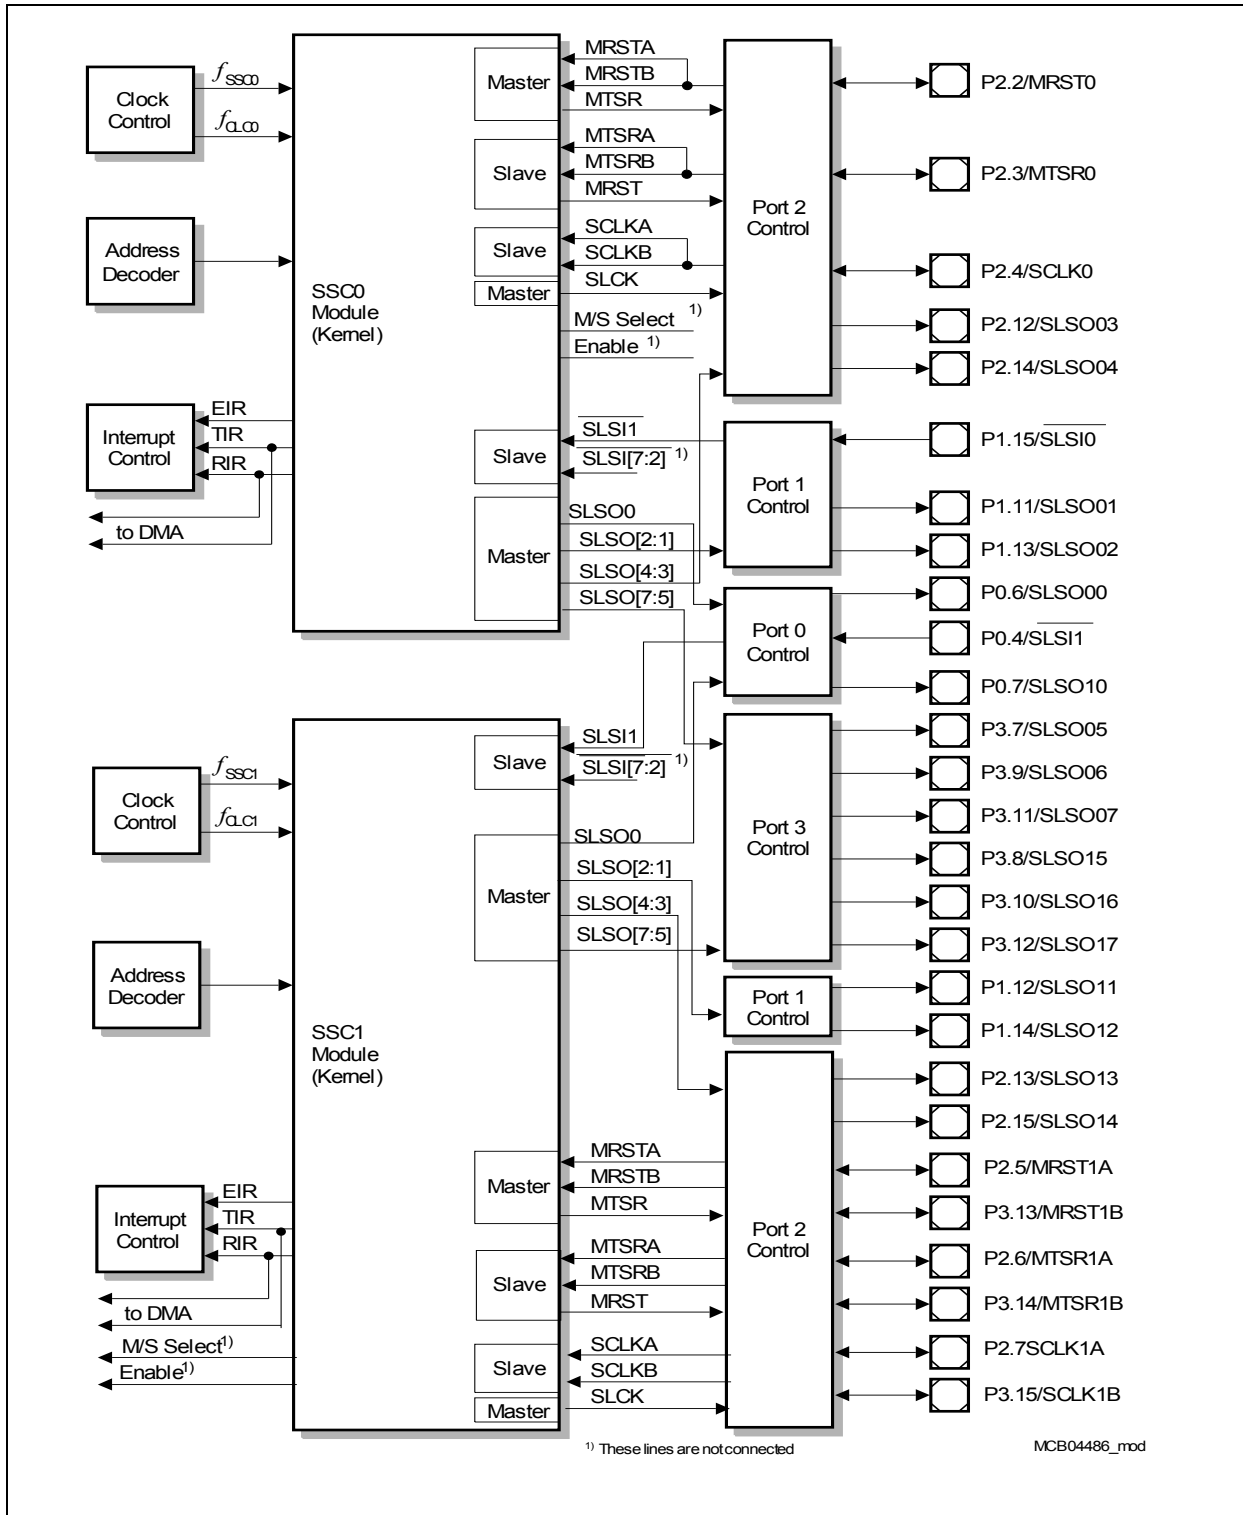 Clock
Control
fSSC0
fCLC0
Address
Decoder
Interrupt
Control
EIR
TIR
RIR
to DMA
SSC0
Module
(Kernel)
Master
Slave
Slave
Master
Slave
Master
MRSTA
MRSTB
MTSR
MTSRA
MTSRB
MRST
SCLKA
SCLKB
SLCK
M/S Select 1)
Enable 1)
SLSI1
SLSI[7:2] 1)
SLSO0
SLSO[2:1]
SLSO[4:3]
SLSO[7:5]
Port 2
Control
Port 1
Control
Port 0
Control
P2.2/MRST0
P2.3/MTSR0
P2.4/SCLK0
P2.12/SLSO03
P2.14/SLSO04
P1.15/SLSI0
P1.11/SLSO01
P1.13/SLSO02
P0.6/SLSO00
P0.4/SLSI1
P0.7/SLSO10
Clock
Control
fSSC1
fCLC1
Address
Decoder
Interrupt
Control
EIR
TIR
RIR
to DMA
M/S Select1)
Enable1)
SSC1
Module
(Kernel)
Slave
Master
Master
Slave
Slave
Master
SLSI1
SLSI[7:2] 1)
SLSO0
SLSO[2:1]
SLSO[4:3]
SLSO[7:5]
MRSTA
MRSTB
MTSR
MTSRA
MTSRB
MRST
SCLKA
SCLKB
SLCK
Port 3
Control
Port 1
Control
Port 2
Control
P3.7/SLSO05
P3.9/SLSO06
P3.11/SLSO07
P3.8/SLSO15
P3.10/SLSO16
P3.12/SLSO17
P1.12/SLSO11
P1.14/SLSO12
P2.13/SLSO13
P2.15/SLSO14
P2.5/MRST1A
P3.13/MRST1B
P2.6/MTSR1A
P3.14/MTSR1B
P2.7SCLK1A
P3.15/SCLK1B
1) These lines are not connected
MCB04486_mod